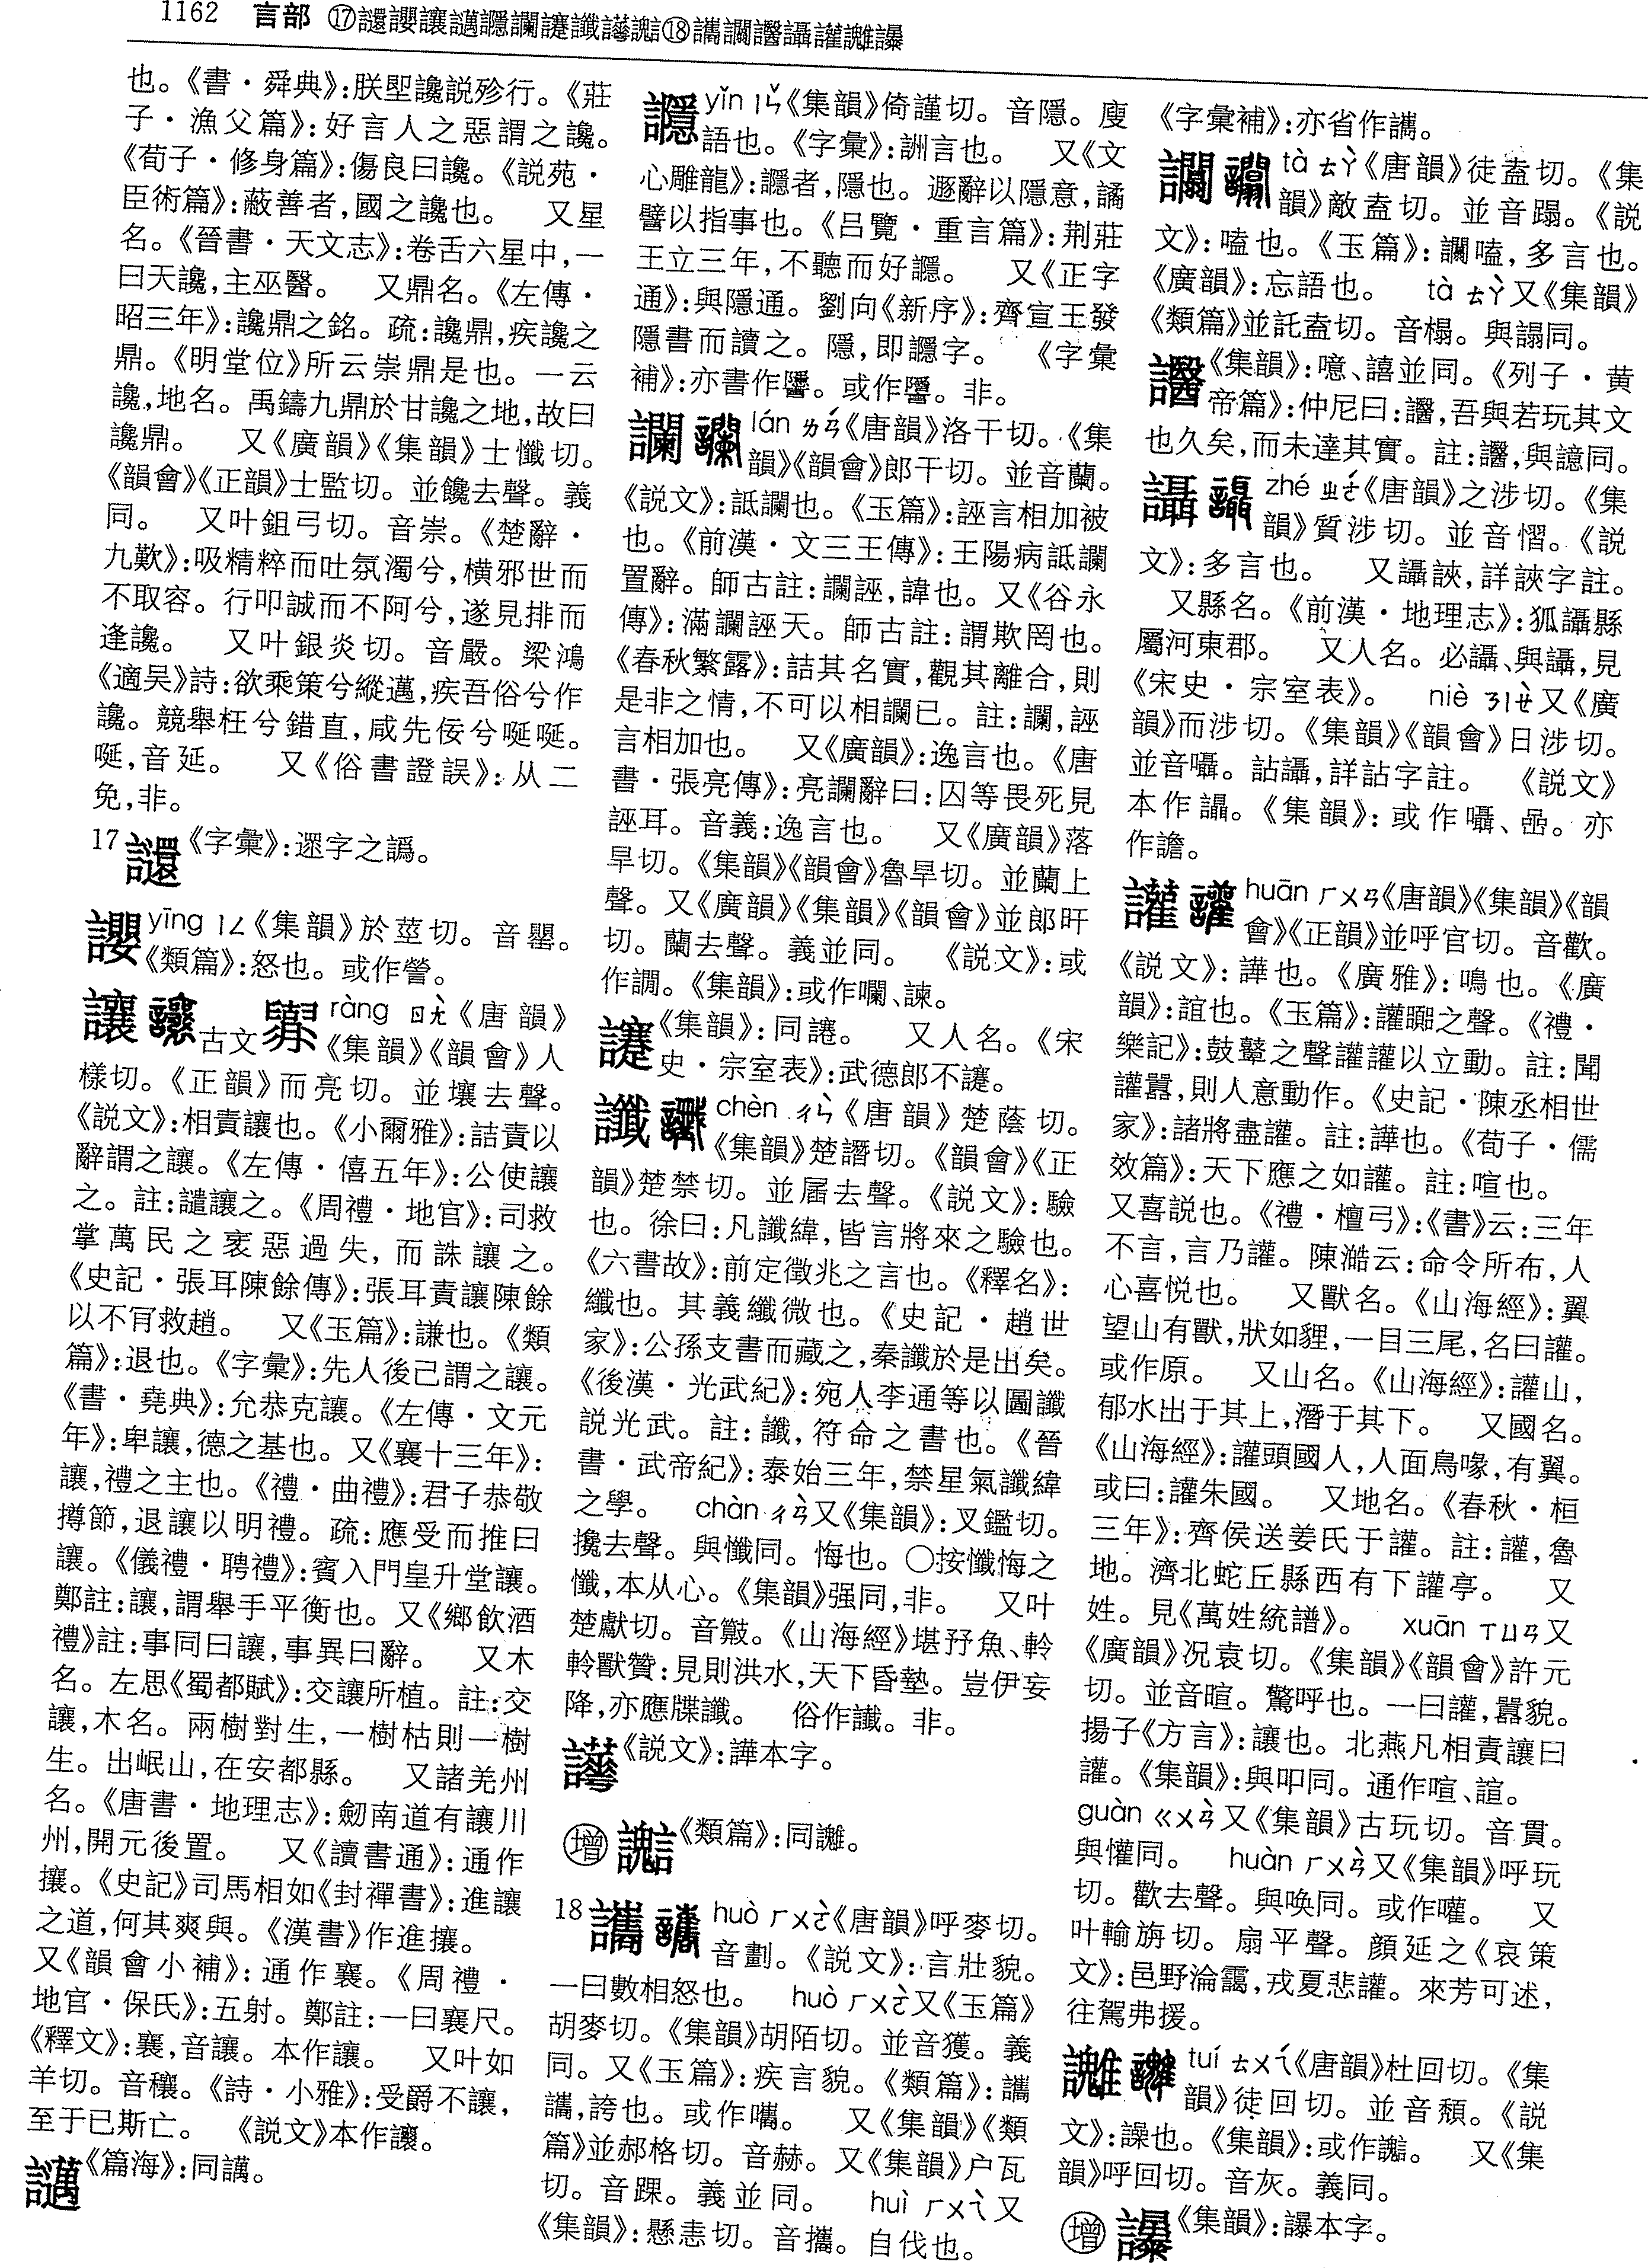 1162 言部 ⑰讓讔讕讖⑱讗讘讙
也。《書·舜典》:朕堲讒説殄行。《莊
子·漁父篇》:好言人之惡謂之讒。
《荀子·修身篇》:傷良曰讒。《説苑·
臣術篇》:蔽善者,國之讒也。 又星
名。《晉書·天文志》:卷舌六星中,一
曰天讒,主巫醫。 又鼎名。《左傳·
昭三年》:讒鼎之銘。疏:讒鼎,疾讒之
鼎。《明堂位》所云崇鼎是也。一云
讒,地名。禹鑄九鼎於甘讒之地,故曰
讒鼎。 又《廣韻》《集韻》士懺切。
《韻會》《正韻》士監切。並饞去聲。義
同。 又叶鉏弓切。音崇。《楚辭·
九歎》:吸精粹而吐氛濁兮,横邪世而
不取容。行叩誠而不阿兮,遂見排而
逢讒。 又叶銀炎切。音嚴。梁鴻
《適吴》詩:欲乘策兮縱邁,疾吾俗兮作
讒。競舉枉兮錯直,咸先佞兮唌唌。
唌,音延。 又《俗書證誤》:从二
免,非。
17 《字彙》:還字之譌。
yīng ㄧㄥ《集韻》於莖切。音罌。
《類篇》:怒也。或作謍。
讓 古文 ràng ㄖㄤˋ《唐韻》
《集韻》《韻會》人
樣切。《正韻》而亮切。並壤去聲。
《説文》:相責讓也。《小爾雅》:詰責以
辭謂之讓。《左傳·僖五年》:公使讓
之。註:譴讓之。《周禮·地官》:司救
掌萬民之衺惡過失,而誅讓之。
《史記·張耳陳餘傳》:張耳責讓陳餘
以不肎救趙。 又《玉篇》:謙也。《類
篇》:退也。《字彙》:先人後己謂之讓。
《書·堯典》:允恭克讓。《左傳·文元
年》:卑讓,德之基也。又《襄十三年》:
讓,禮之主也。《禮·曲禮》:君子恭敬
撙節,退讓以明禮。疏:應受而推曰
讓。《儀禮·聘禮》:賓入門皇升堂讓。
鄭註:讓,謂舉手平衡也。又《鄉飲酒
禮》註:事同曰讓,事異曰辭。 又木
名。左思《蜀都賦》:交讓所植。註:交
讓,木名。兩樹對生,一樹枯則一樹
生。出岷山,在安都縣。 又諸羌州
名。《唐書·地理志》:劒南道有讓川
州,開元後置。 又《讀書通》:通作
攘。《史記》司馬相如《封禪書》:進讓
之道,何其爽與。《漢書》作進攘。
又《韻會小補》:通作襄。《周禮·
地官·保氏》:五射。鄭註:一曰襄尺。
《釋文》:襄,音讓。本作讓。 又叶如
羊切。音穰。《詩·小雅》:受爵不讓,
至于已斯亡。 《説文》本作讓。
《篇海》:同講。
讔 yǐn ㄧㄣˇ《集韻》倚謹切。音隱。廋
語也。《字彙》:詶言也。 又《文
心雕龍》:讔者,隱也。遯辭以隱意,譎
譬以指事也。《吕覽·重言篇》:荆莊
王立三年,不聽而好讔。 又《正字
通》:與隱通。劉向《新序》:齊宣王發
隱書而讀之。隱,即讔字。 《字彙
補》:亦書作。或作。非。
讕 lán ㄌㄢˊ《唐韻》洛干切。《集
韻》《韻會》郎干切。並音蘭。
《説文》:詆讕也。《玉篇》:誣言相加被
也。《前漢·文三王傳》:王陽病詆讕
置辭。師古註:讕誣,諱也。又《谷永
傳》:滿讕誣天。師古註:謂欺罔也。
《春秋繁露》:詰其名實,觀其離合,則
是非之情,不可以相讕已。註:讕,誣
言相加也。 又《廣韻》:逸言也。《唐
書·張亮傳》:亮讕辭曰:囚等畏死見
誣耳。音義:逸言也。 又《廣韻》落
旱切。《集韻》《韻會》魯旱切。並蘭上
聲。又《廣韻》《集韻》《韻會》並郎旰
切。蘭去聲。義並同。 《説文》:或
作譋。《集韻》:或作囒、諫。
《集韻》:同謇。 又人名。《宋
史·宗室表》:武德郎不。
讖 chèn ㄔㄣˋ《唐韻》楚蔭切。
《集韻》楚譖切。《韻會》《正
韻》楚禁切。並屆去聲。《説文》:驗
也。徐曰:凡讖緯,皆言將來之驗也。
《六書故》:前定徵兆之言也。《釋名》:
纖也。其義纖微也。《史記·趙世
家》:公孫支書而藏之,秦讖於是出矣。
《後漢·光武紀》:宛人李通等以圖讖
説光武。註:讖,符命之書也。《晉
書·武帝紀》:泰始三年,禁星氣讖緯
之學。 chàn ㄔㄢˋ又《集韻》:叉鑑切。
攙去聲。與懺同。悔也。○按懺悔之
懺,本从心。《集韻》强同,非。 又叶
楚獻切。音㪇。《山海經》堪㐨魚、軨
軨獸贊:見則洪水,天下昏墊。豈伊妄
降,亦應牒讖。 俗作讖。非。
《説文》:譁本字。
增 《類篇》:同。
18 讗 huò ㄏㄨㄛˋ《唐韻》呼麥切。
音劃。《説文》:言壯貌。
一曰數相怒也。 huò ㄏㄨㄛˋ又《玉篇》
胡麥切。《集韻》胡陌切。並音獲。義
同。又《玉篇》:疾言貌。《類篇》:讗
讗,誇也。或作嚄。 又《集韻》《類
篇》並郝格切。音赫。又《集韻》户瓦
切。音踝。義並同。 huì ㄏㄨㄟˋ又
《集韻》:懸恚切。音攜。自伐也。
《字彙補》:亦省作。
tà ㄊㄚˋ《唐韻》徒盍切。《集
韻》敵盍切。並音蹋。《説
文》:嗑也。《玉篇》:讕嗑,多言也。
《廣韻》:忘語也。 tà ㄊㄚˋ又《集韻》
《類篇》並託盍切。音榻。與譶同。
《集韻》:噫、譩並同。《列子·黄
帝篇》:仲尼曰:譩,吾與若玩其文
也久矣,而未達其實。註:譩,與譩同。
讘 zhé ㄓㄜˊ《唐韻》之涉切。《集
韻》質涉切。並音慴。《説
文》:多言也。 又讘諛,詳諛字註。
又縣名。《前漢·地理志》:狐讘縣
屬河東郡。 又人名。必讘、與讘,見
《宋史·宗室表》。 niè ㄋㄧㄝˋ又《廣
韻》而涉切。《集韻》《韻會》日涉切。
並音囁。詀讘,詳詀字註。 《説文》
本作讘。《集韻》:或作囁、嵒。亦
作譫。
讙 huān ㄏㄨㄢ《唐韻》《集韻》《韻
會》《正韻》並呼官切。音歡。
《説文》:譁也。《廣雅》:鳴也。《廣
韻》:諠也。《玉篇》:讙嚻之聲。《禮·
樂記》:鼓鼙之聲讙讙以立動。註:聞
讙囂,則人意動作。《史記·陳丞相世
家》:諸將盡讙。註:譁也。《荀子·儒
效篇》:天下應之如讙。註:喧也。
又喜説也。《禮·檀弓》:《書》云:三年
不言,言乃讙。陳澔云:命令所布,人
心喜悦也。 又獸名。《山海經》:翼
望山有獸,狀如貍,一目三尾,名曰讙。
或作原。 又山名。《山海經》:讙山,
郁水出于其上,潛于其下。 又國名。
《山海經》:讙頭國人,人面鳥喙,有翼。
或曰:讙朱國。 又地名。《春秋·桓
三年》:齊侯送姜氏于讙。註:讙,魯
地。濟北蛇丘縣西有下讙亭。 又
姓。見《萬姓統譜》。 xuān ㄒㄩㄢ又
《廣韻》况袁切。《集韻》《韻會》許元
切。並音暄。驚呼也。一曰讙,囂貌。
揚子《方言》:讓也。北燕凡相責讓曰
讙。《集韻》:與吅同。通作喧、諠。
guàn ㄍㄨㄢˋ又《集韻》古玩切。音貫。
與懽同。 huàn ㄏㄨㄢˋ又《集韻》呼玩
切。歡去聲。與唤同。或作嚾。 又
叶輸旃切。扇平聲。顔延之《哀策
文》:邑野淪靄,戎夏悲讙。來芳可述,
往駕弗援。
tuí ㄊㄨㄟˊ《唐韻》杜回切。《集
韻》徒回切。並音頹。《説
文》:譟也。《集韻》:或作。 又《集
韻》呼回切。音灰。義同。
增 《集韻》:謈本字。